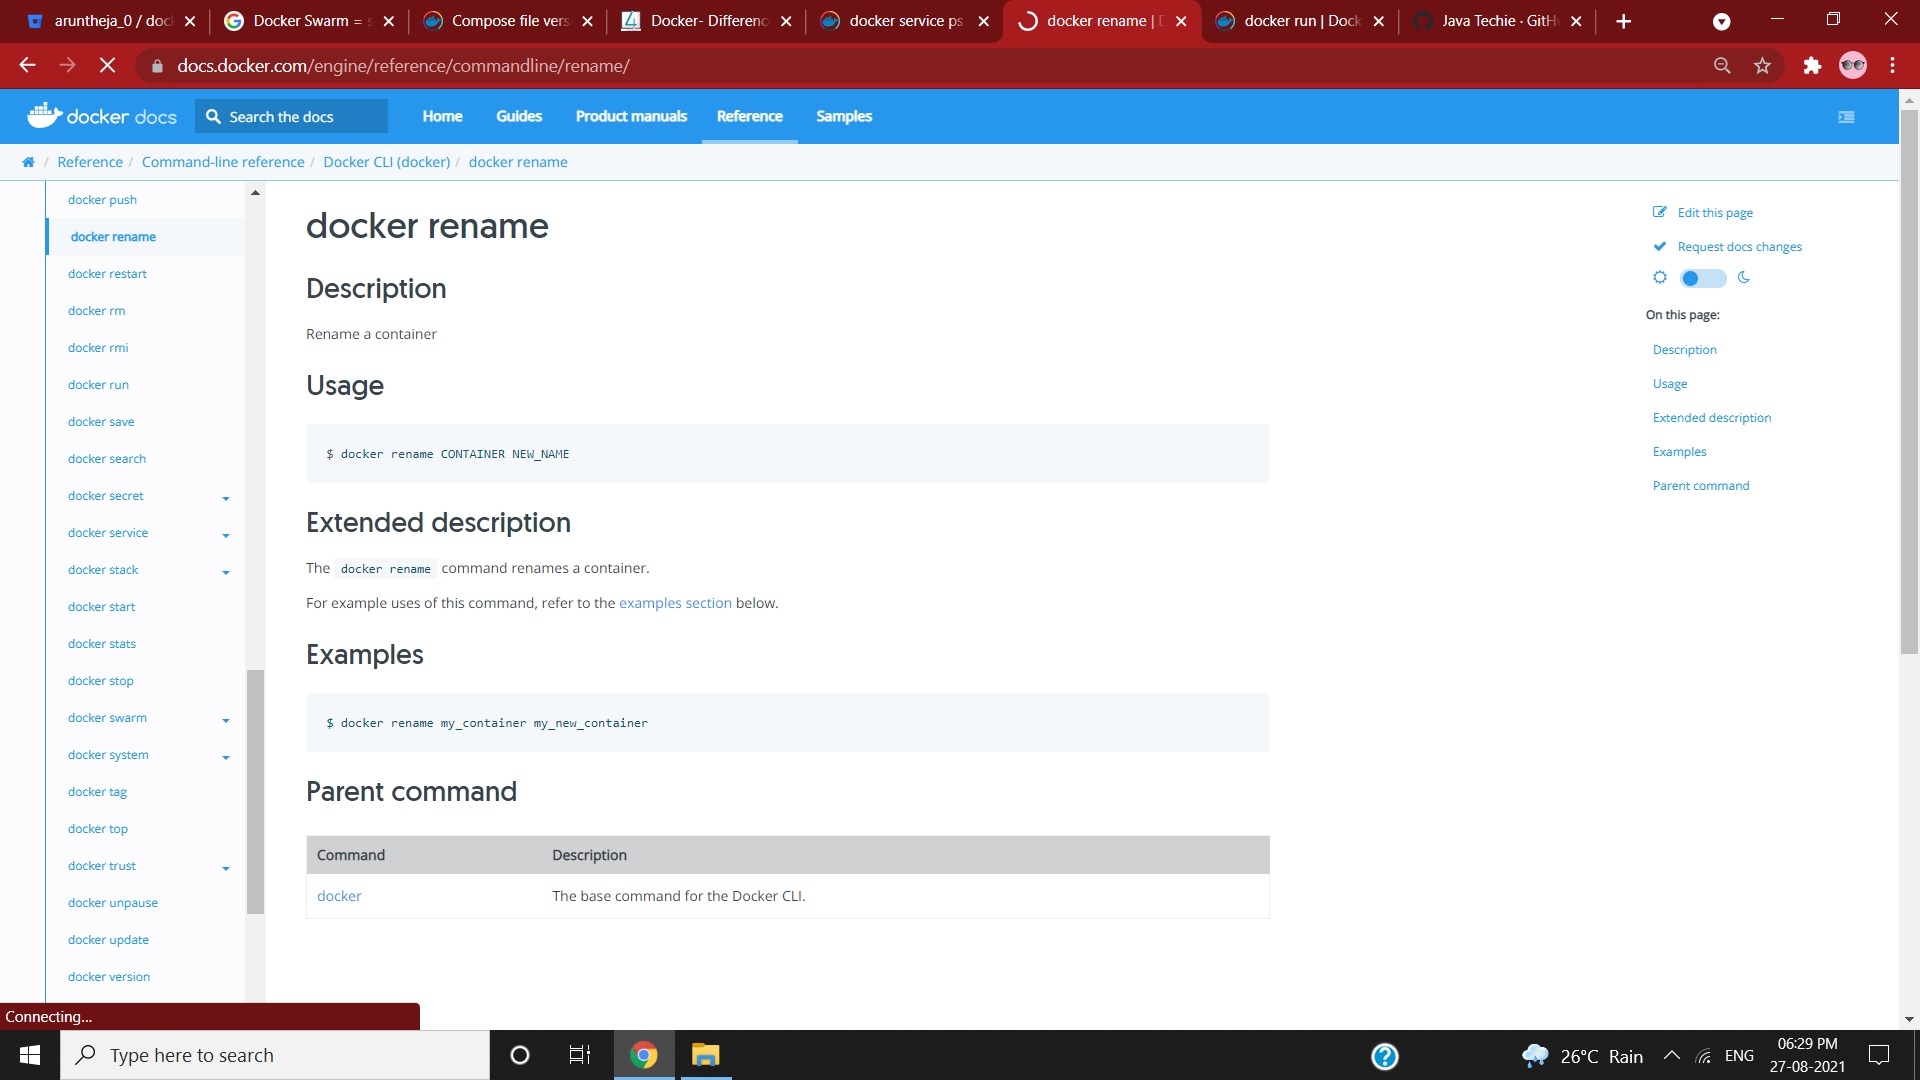 aruntheja_0 / doc
Docker Swarm =
Compose file vers
Docker- Differenc
docker service ps
docker rename |
docker run | Dock
Java Techie · GitH
docs.docker.com/engine/reference/commandline/rename/
docker docs
Search the docs
Home
Guides
Product manuals
Reference
Samples
/ Reference / Command-line reference / Docker CLI (docker) / docker rename
docker push
docker rename
docker restart
docker rm
docker rmi
docker run
docker save
docker search
docker secret
docker service
docker stack
docker start
docker stats
docker stop
docker swarm
docker system
docker tag
docker top
docker trust
docker unpause
docker update
docker version
docker rename
Description
Rename a container
Usage
$ docker rename CONTAINER NEW_NAME
Extended description
The docker rename command renames a container.
For example uses of this command, refer to the examples section below.
Examples
$ docker rename my_container my_new_container
Parent command
Command Description
docker The base command for the Docker CLI.
Edit this page
Request docs changes
On this page:
Description
Usage
Extended description
Examples
Parent command
Connecting...
Type here to search
26°C Rain
ENG
06:29 PM
27-08-2021